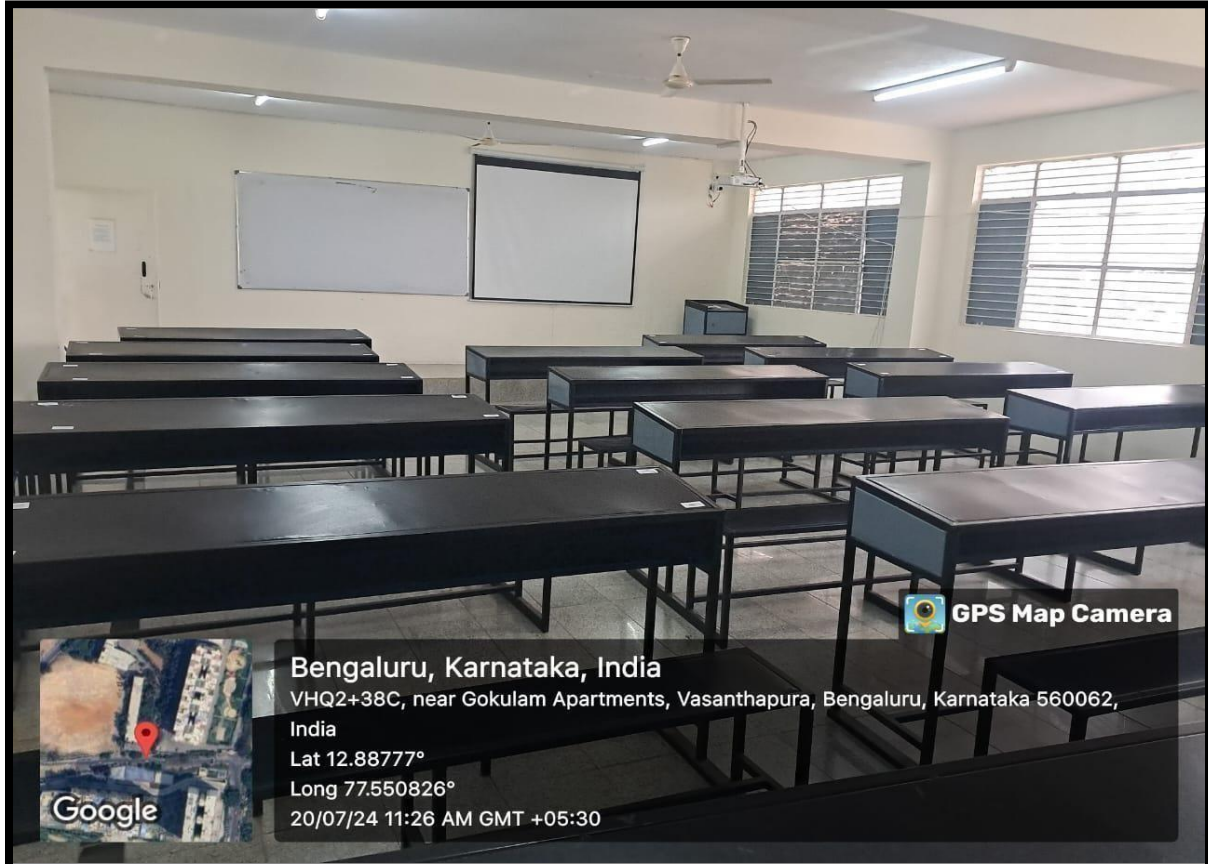 GPS Map Camera
Bengaluru, Karnataka, India
VHQ2+38C, near Gokulam Apartments, Vasanthapura, Bengaluru, Karnataka 560062,
India
Lat 12.88777°
Long 77.550826°
20/07/24 11:26 AM GMT +05:30
Google